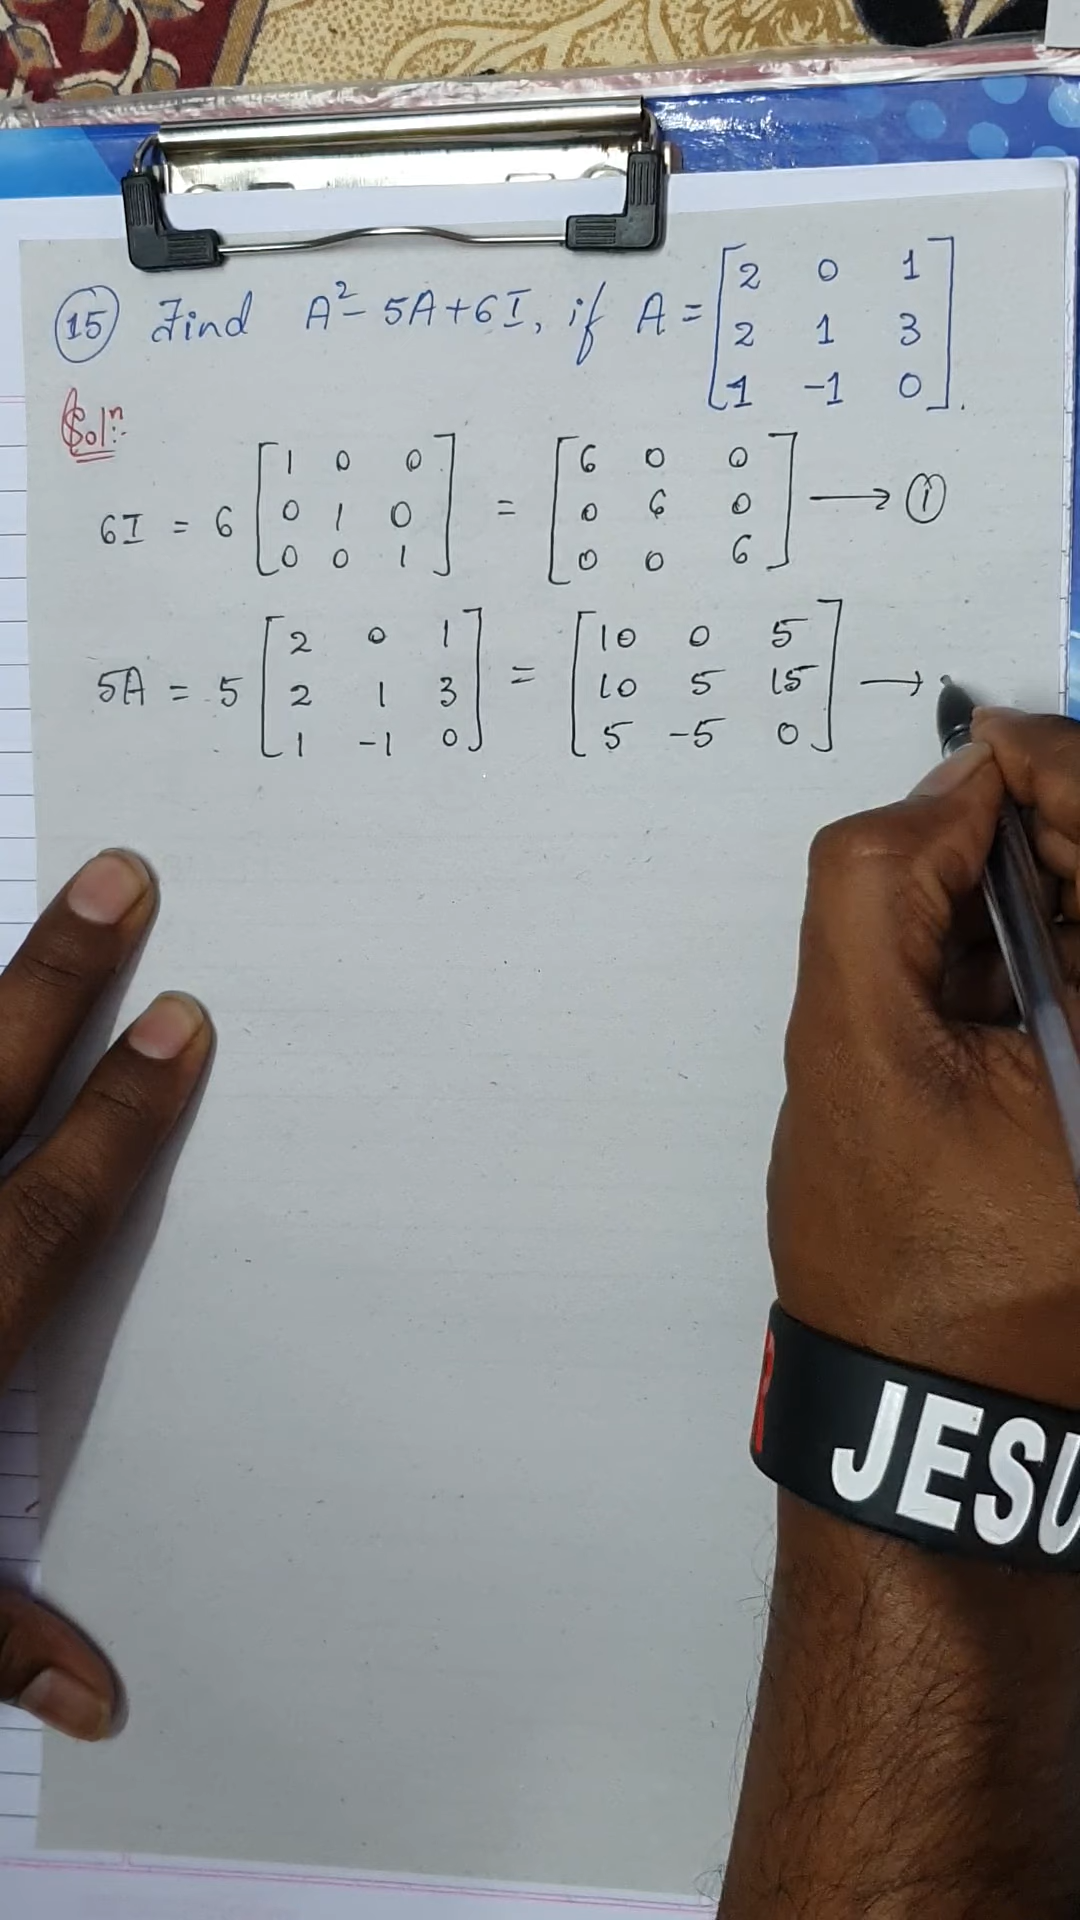 15 Find A² - 5A + 6I, if A = [2 0 1
2 1 3
1 -1 0].
Solⁿ:
6I = 6 [1 0 0
0 1 0
0 0 1] = [6 0 0
0 6 0
0 0 6] → ①
5A = 5 [2 0 1
2 1 3
1 -1 0] = [10 0 5
10 5 15
5 -5 0] →
JESU